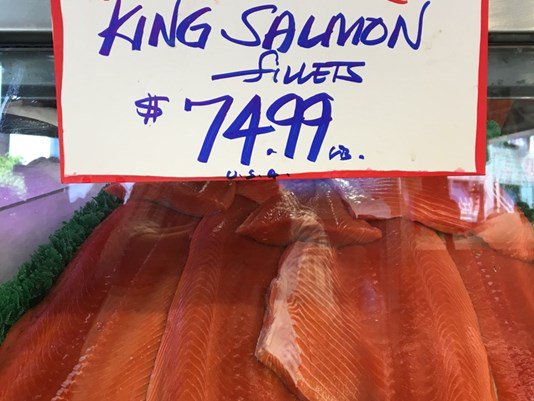 KING SALMON
FILLETS
$74.99 LB.
U.S.A.